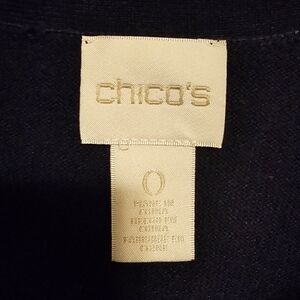 chico's
0
MADE IN
CHINA
HECHO EN
CHINA
FABRIQUÉ EN
CHINE